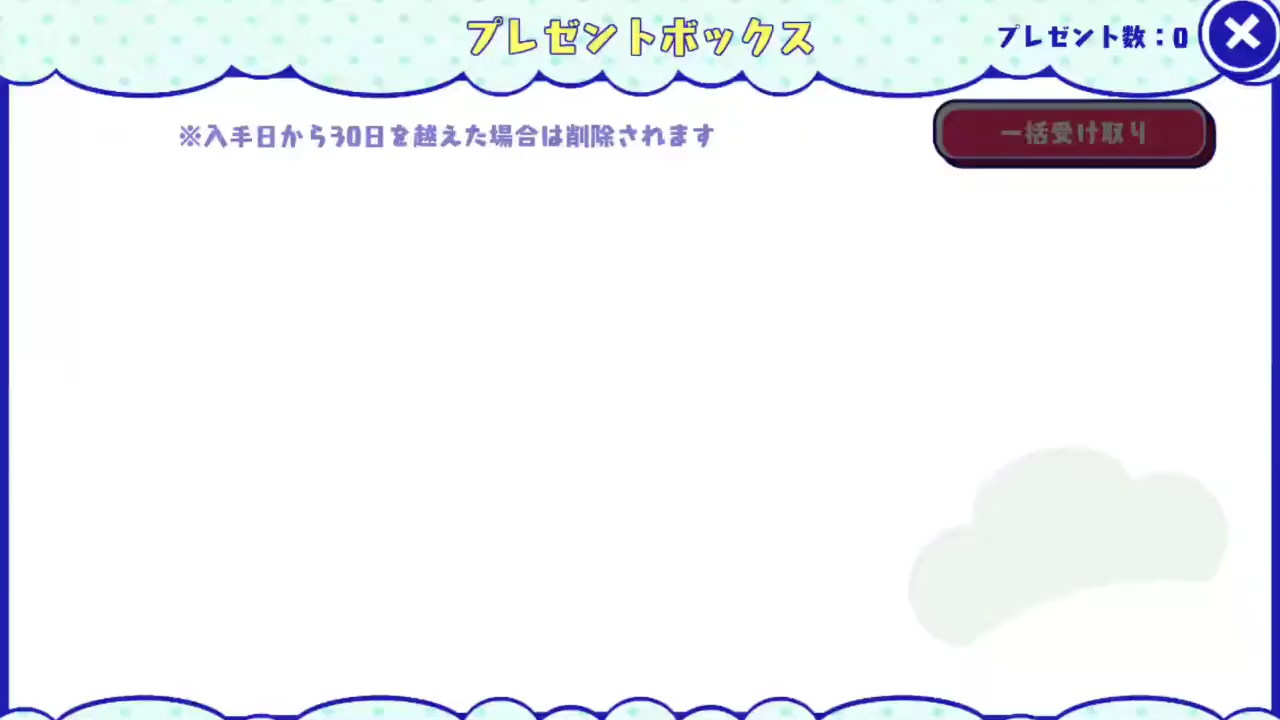 プレゼントボックス
プレゼント数：0
※入手日から30日を越えた場合は削除されます
一括受け取り